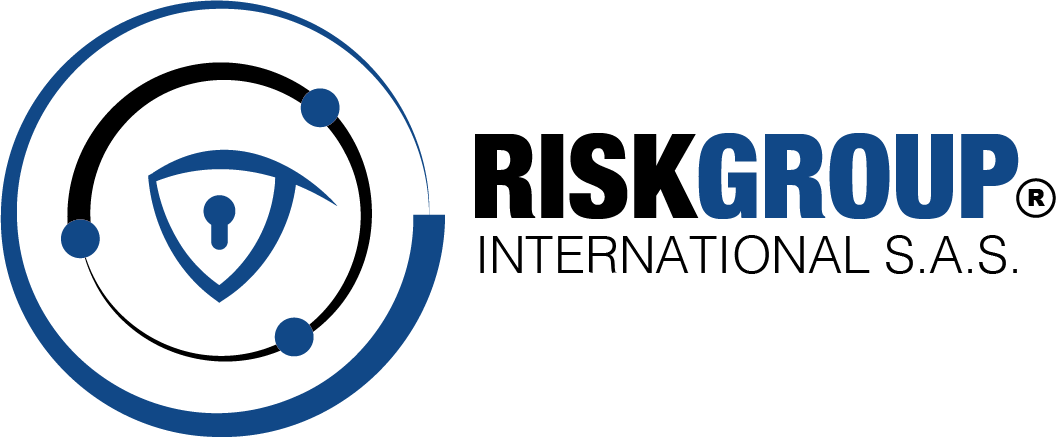 RISKGROUP®
INTERNATIONAL S.A.S.